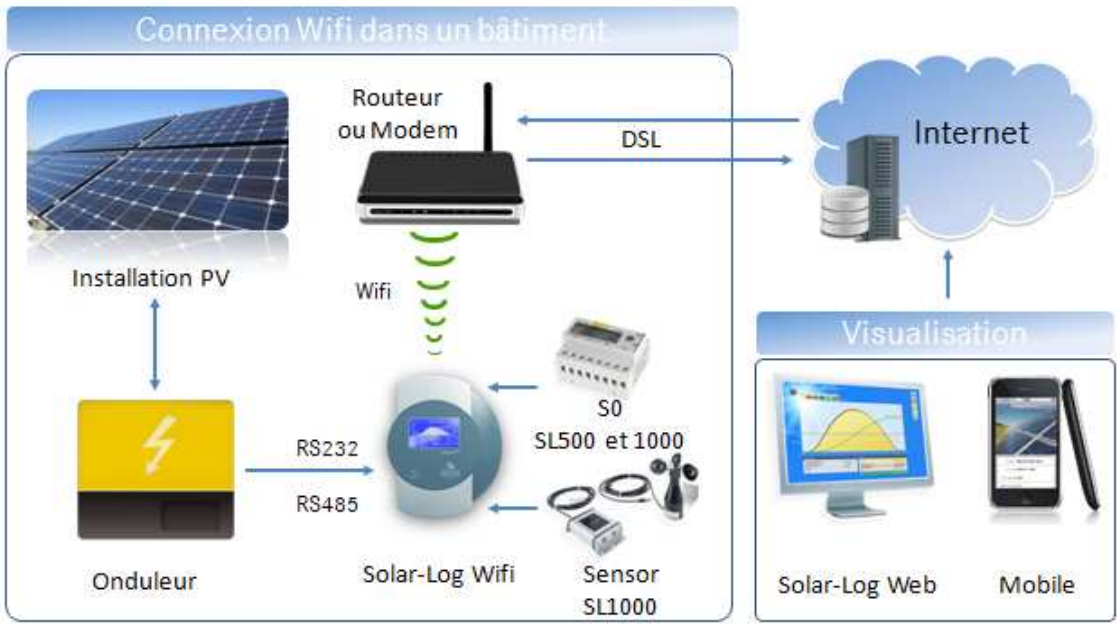 Connexion Wifi dans un bâtiment
Routeur
ou Modem
DSL
Internet
Installation PV
Wifi
Visualisation
S0
SL500 et 1000
RS232
RS485
Onduleur
Solar-Log Wifi
Sensor
SL1000
Solar-Log Web
Mobile